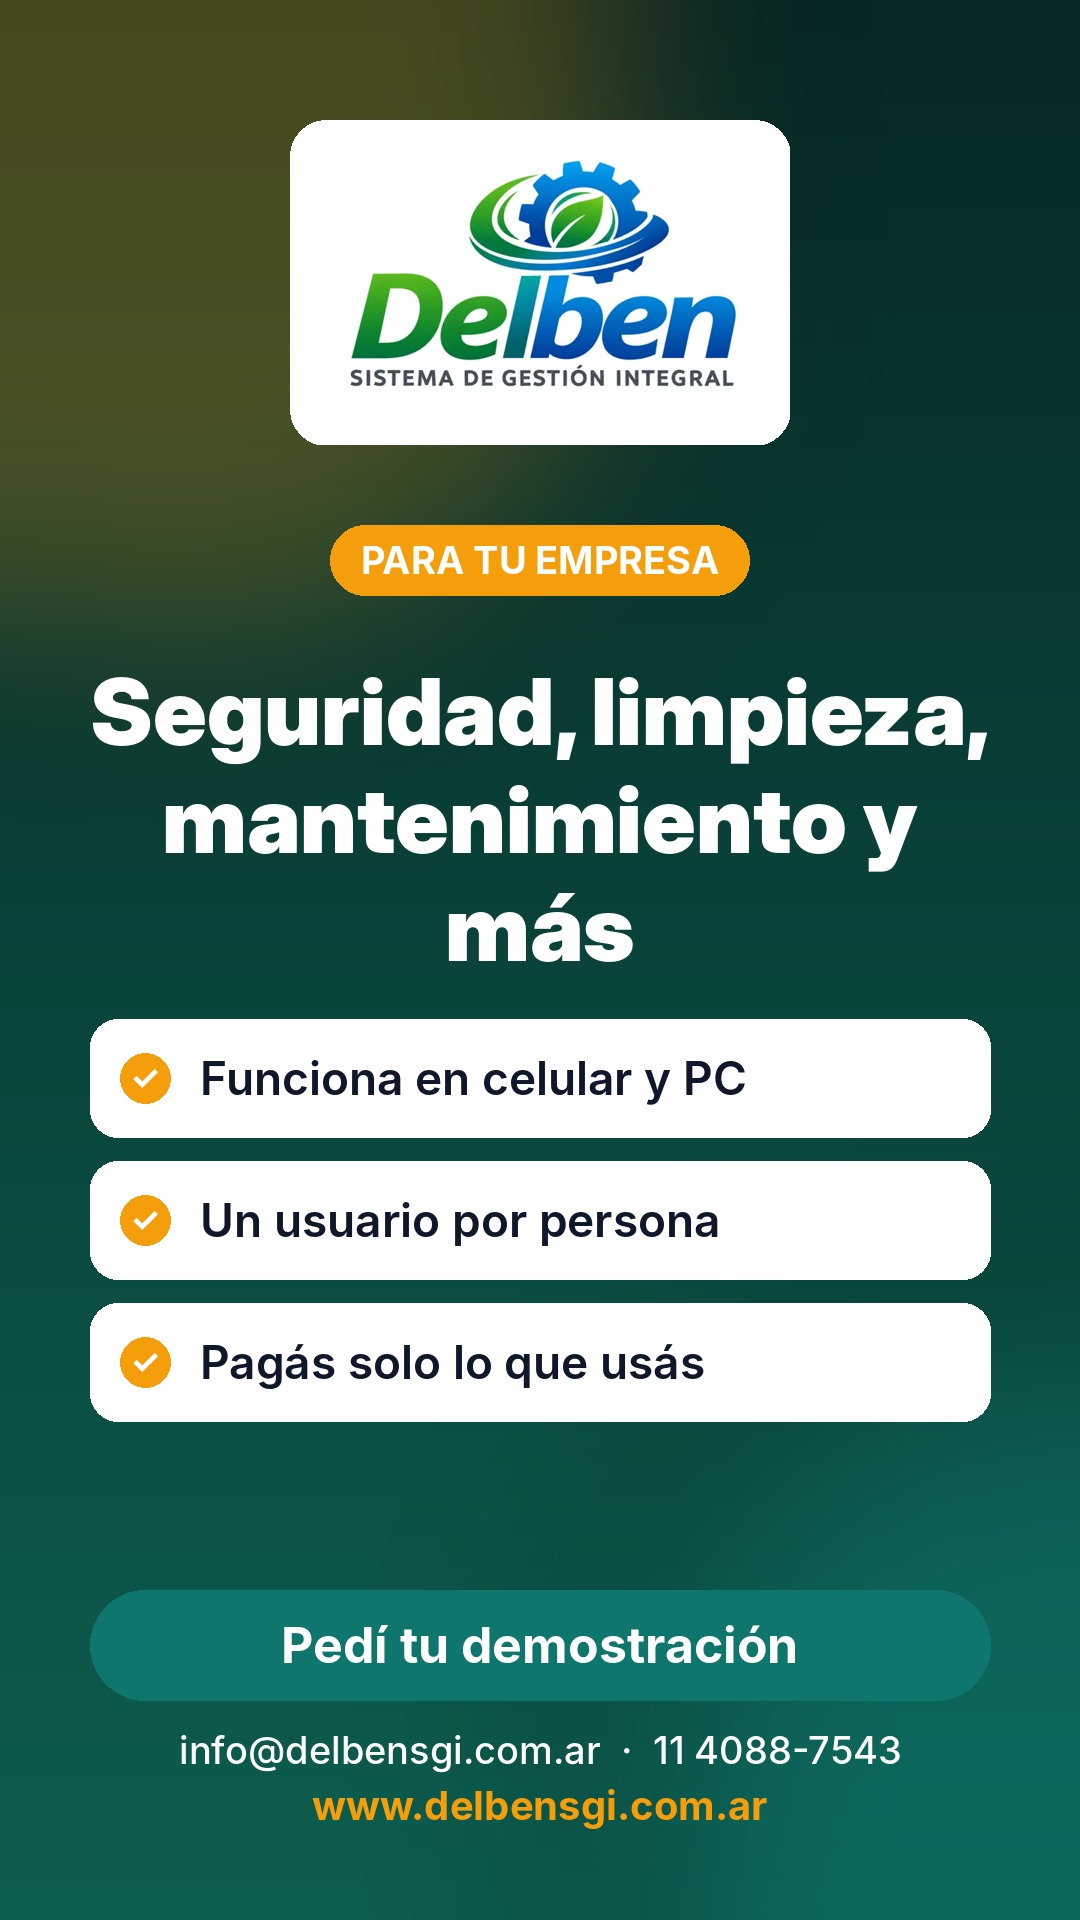 Delben
SISTEMA DE GESTIÓN INTEGRAL
PARA TU EMPRESA
Seguridad, limpieza,
mantenimiento y
más
Funciona en celular y PC
Un usuario por persona
Pagás solo lo que usás
Pedí tu demostración
info@delbensgi.com.ar · 11 4088-7543
www.delbensgi.com.ar